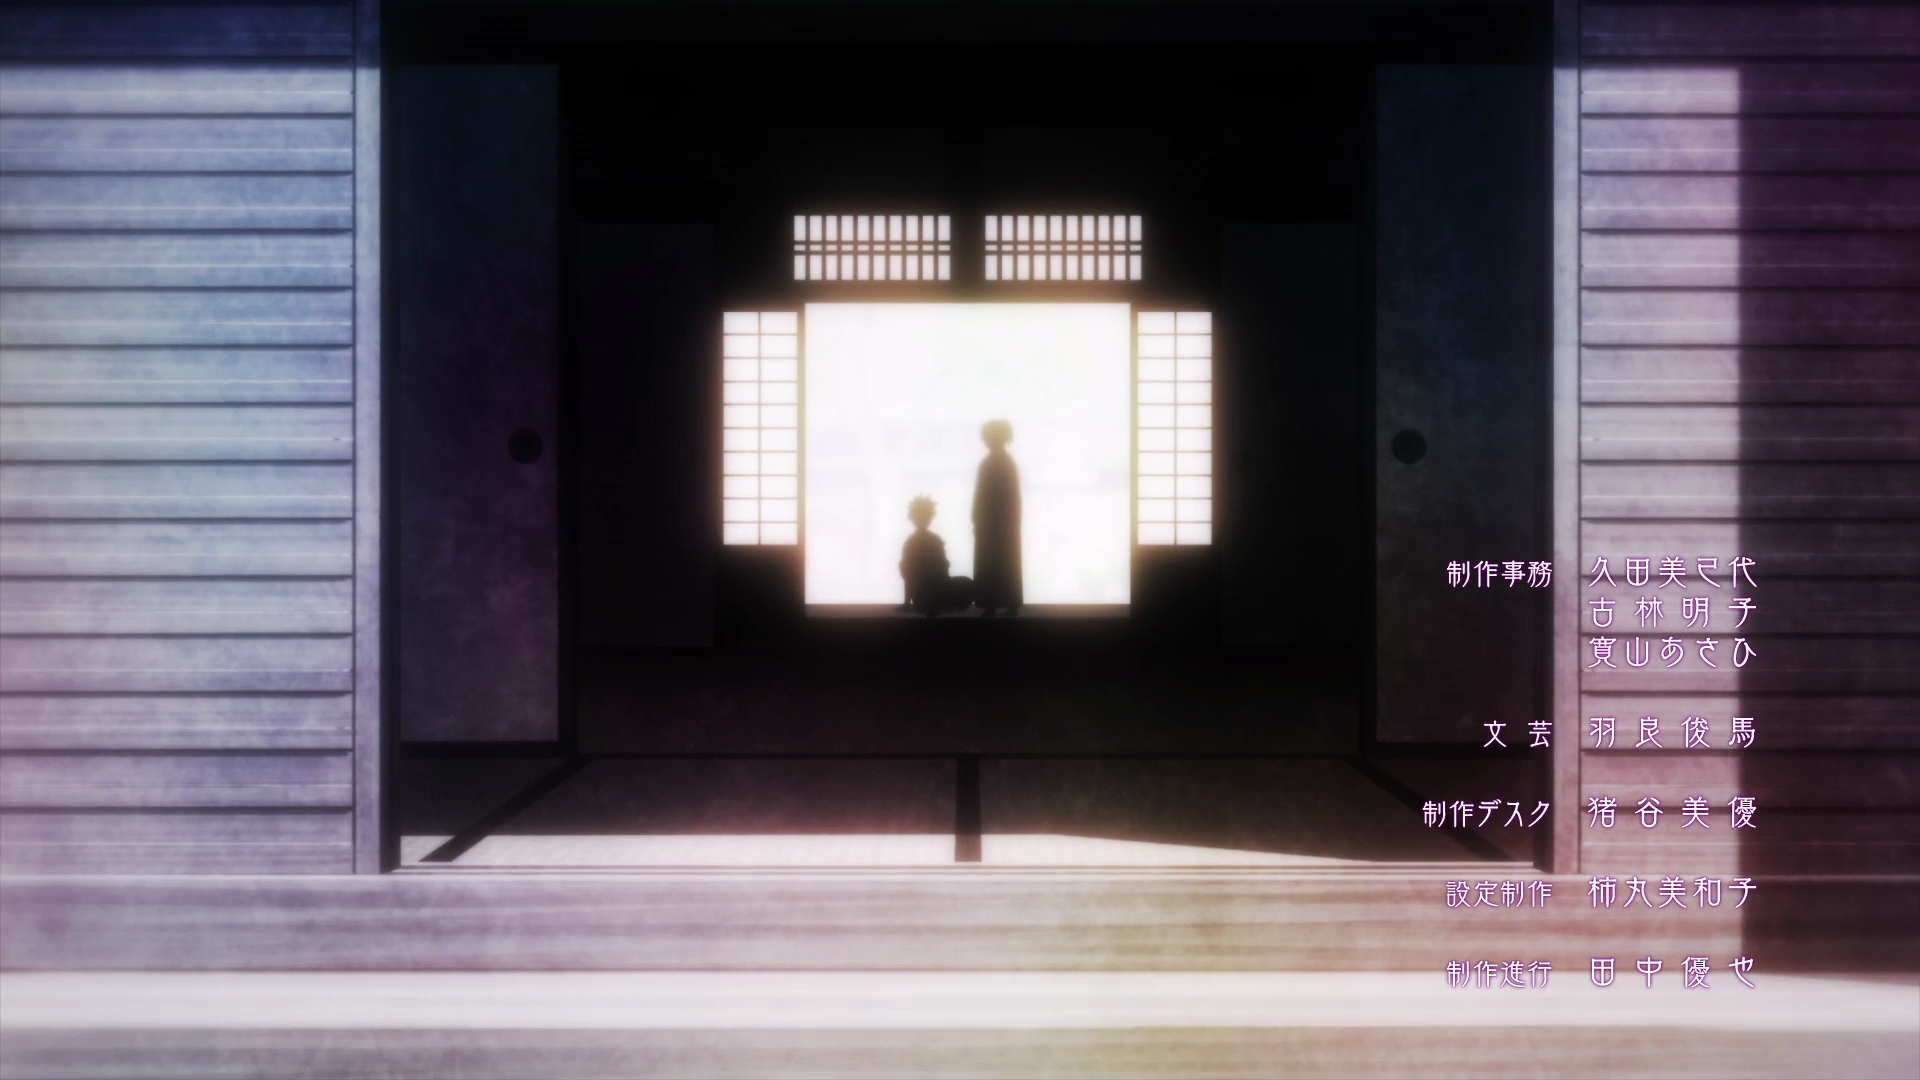 制作事務 久田美己代
古林明子
寛山あさひ
文芸 羽良俊馬
制作デスク 猪谷美優
設定制作 柿丸美和子
制作進行 田中優也